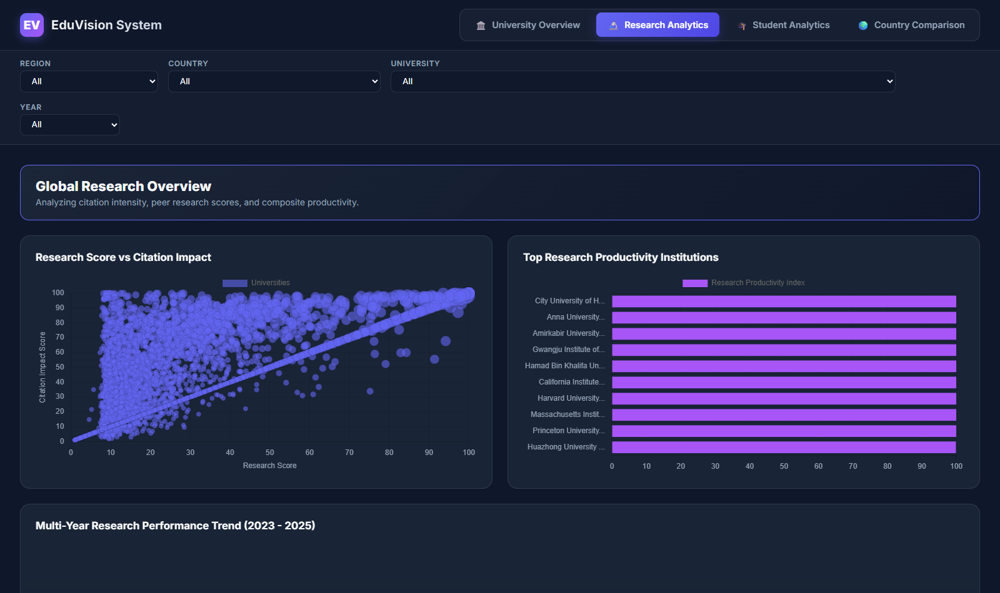 EV EduVision System
University Overview
Research Analytics
Student Analytics
Country Comparison
REGION
All
COUNTRY
All
UNIVERSITY
All
YEAR
All
Global Research Overview
Analyzing citation intensity, peer research scores, and composite productivity.
Research Score vs Citation Impact
Universities
Citation Impact Score
100
90
80
70
60
50
40
30
20
10
0
0 10 20 30 40 50 60 70 80 90 100
Research Score
Top Research Productivity Institutions
Research Productivity Index
City University of H...
Anna University...
Amirkabir University...
Gwangju Institute of...
Hamad Bin Khalifa Un...
California Institute...
Harvard University...
Massachusetts Instit...
Princeton University...
Huazhong University ...
0 10 20 30 40 50 60 70 80 90 100
Multi-Year Research Performance Trend (2023 - 2025)